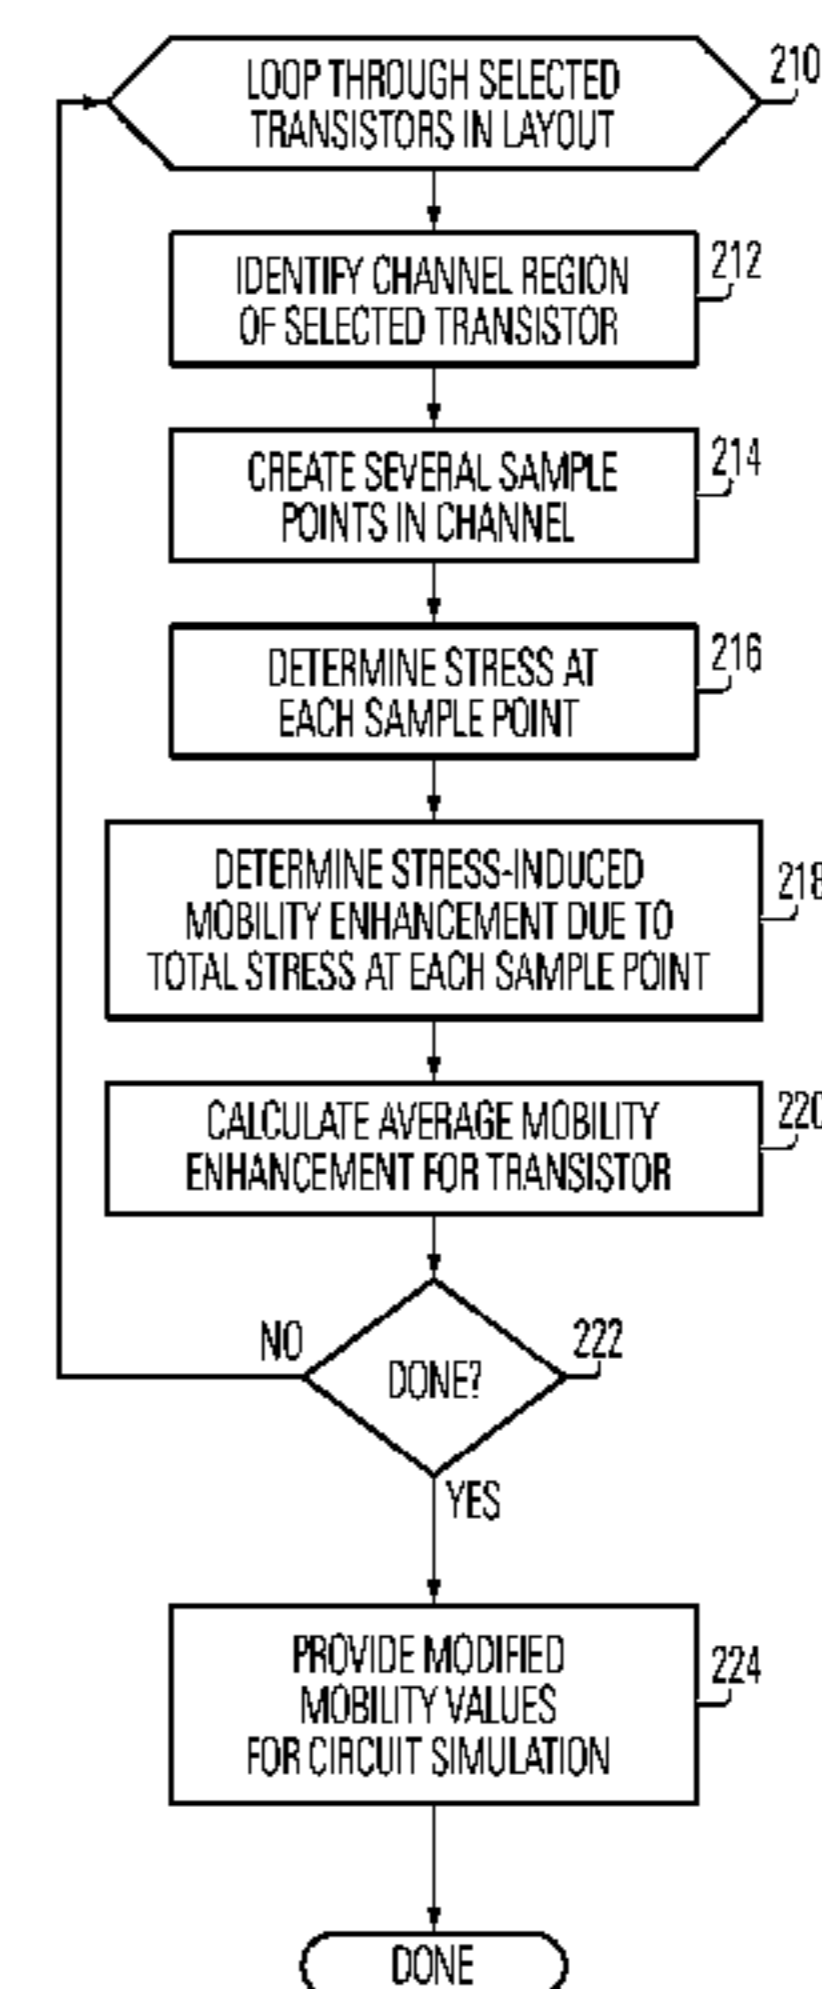 LOOP THROUGH SELECTED
TRANSISTORS IN LAYOUT
210
IDENTIFY CHANNEL REGION
OF SELECTED TRANSISTOR
212
CREATE SEVERAL SAMPLE
POINTS IN CHANNEL
214
DETERMINE STRESS AT
EACH SAMPLE POINT
216
DETERMINE STRESS-INDUCED
MOBILITY ENHANCEMENT DUE TO
TOTAL STRESS AT EACH SAMPLE POINT
218
CALCULATE AVERAGE MOBILITY
ENHANCEMENT FOR TRANSISTOR
220
NO
DONE?
222
YES
PROVIDE MODIFIED
MOBILITY VALUES
FOR CIRCUIT SIMULATION
224
DONE